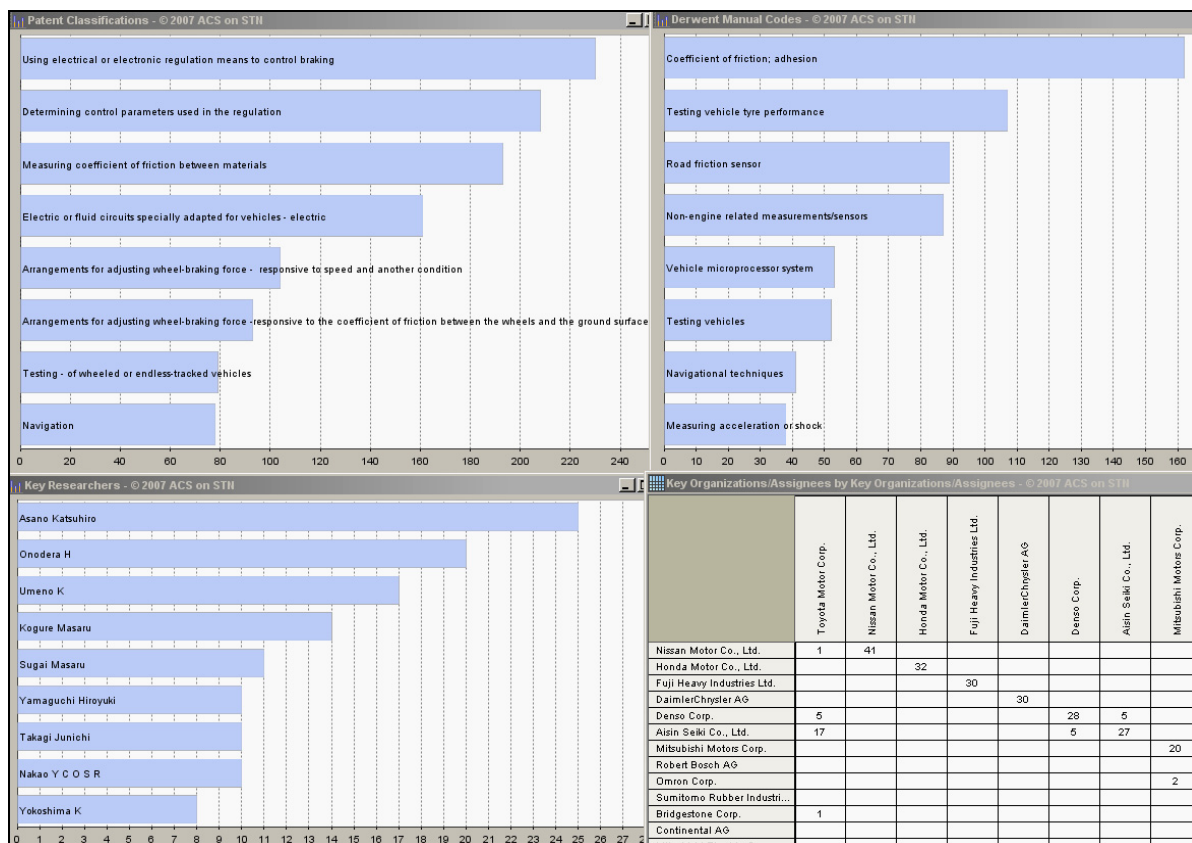 Patent Classifications - © 2007 ACS on STN
Using electrical or electronic regulation means to control braking
Determining control parameters used in the regulation
Measuring coefficient of friction between materials
Electric or fluid circuits specially adapted for vehicles - electric
Arrangements for adjusting wheel-braking force - responsive to speed and another condition
Arrangements for adjusting wheel-braking force -responsive to the coefficient of friction between the wheels and the ground surface
Testing - of wheeled or endless-tracked vehicles
Navigation
0 20 40 60 80 100 120 140 160 180 200 220 240
Derwent Manual Codes - © 2007 ACS on STN
Coefficient of friction; adhesion
Testing vehicle tyre performance
Road friction sensor
Non-engine related measurements/sensors
Vehicle microprocessor system
Testing vehicles
Navigational techniques
Measuring acceleration or shock
0 10 20 30 40 50 60 70 80 90 100 110 120 130 140 150 160
Key Researchers - © 2007 ACS on STN
Asano Katsuhiro
Onodera H
Umeno K
Kogure Masaru
Sugai Masaru
Yamaguchi Hiroyuki
Takagi Junichi
Nakao Y C O S R
Yokoshima K
0 1 2 3 4 5 6 7 8 9 10 11 12 13 14 15 16 17 18 19 20 21 22 23 24 25 26 27
Key Organizations/Assignees by Key Organizations/Assignees - © 2007 ACS on STN
Toyota Motor Corp.
Nissan Motor Co., Ltd.
Honda Motor Co., Ltd.
Fuji Heavy Industries Ltd.
DaimlerChrysler AG
Denso Corp.
Aisin Seiki Co., Ltd.
Mitsubishi Motors Corp.
Nissan Motor Co., Ltd. 1 41
Honda Motor Co., Ltd. 32
Fuji Heavy Industries Ltd. 30
DaimlerChrysler AG 30
Denso Corp. 5 28 5
Aisin Seiki Co., Ltd. 17 5 27
Mitsubishi Motors Corp. 20
Robert Bosch AG
Omron Corp. 2
Sumitomo Rubber Industri...
Bridgestone Corp. 1
Continental AG